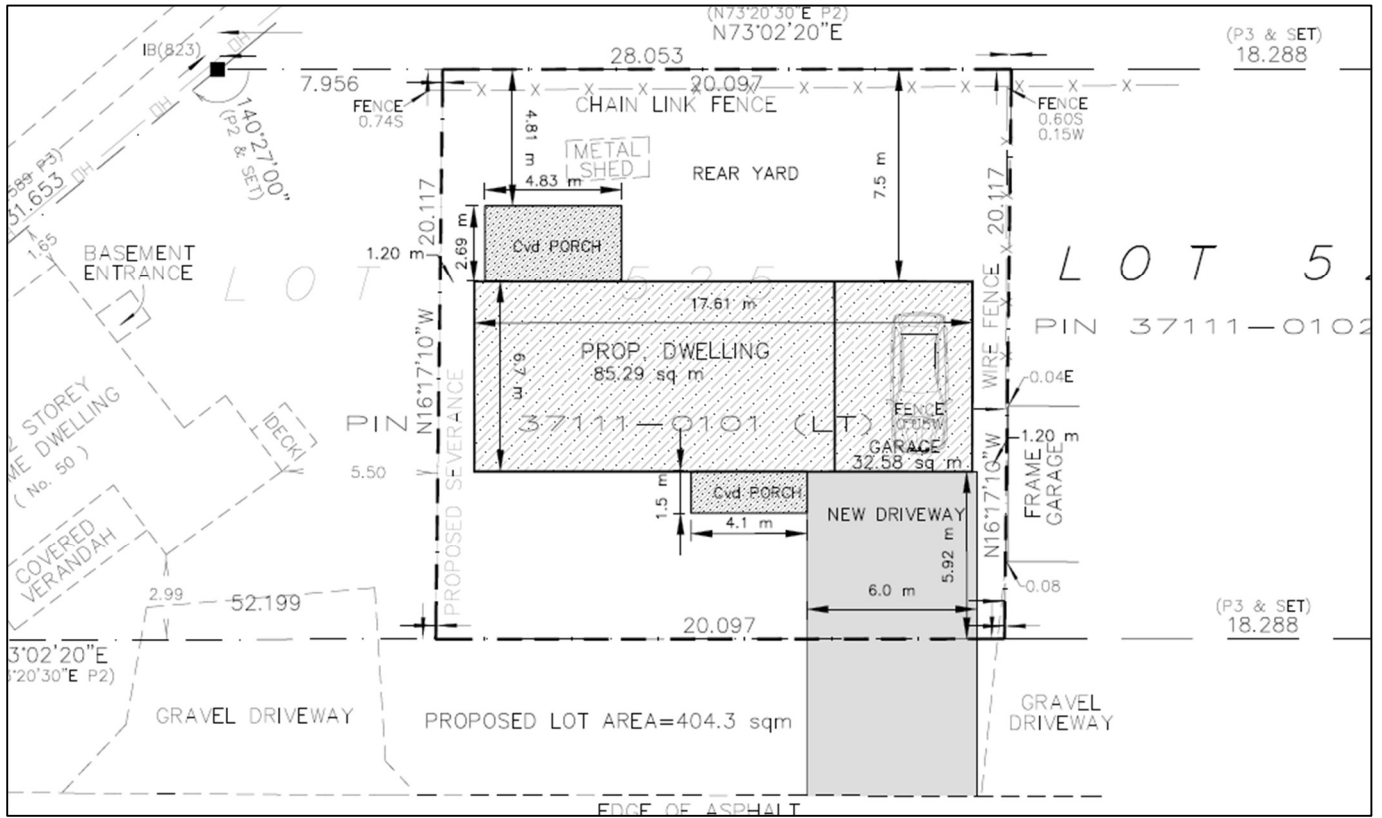 (N73°20'30"E P2)
N73°02'20"E
(P3 & SET)
18.288
IB(823)
OH
28.053
7.956
20.097
FENCE
0.74S
CHAIN LINK FENCE
FENCE
0.60S
0.15W
OH
140°27'00"
(P2 & SET)
4.81 m
METAL
SHED
REAR YARD
7.5 m
589 P3)
31.653
OH
4.83 m
20.117
20.117
1.65
BASEMENT
ENTRANCE
1.20 m
2.69 m
Cvd PORCH
LOT 525
LOT 5
17.61 m
WIRE FENCE
PIN 37111-0102
N16°17'10"W
PROP. DWELLING
85.29 sq m
6.7 m
0.04E
2 STOREY
ME DWELLING
( No. 50 )
DECK
PROPOSED SEVERANCE
PIN 37111-0101 (LT)
FENCE
GARAGE
32.58 sq m
1.20 m
N16°17'10"W
FRAME
GARAGE
5.50
1.5 m
Cvd PORCH
4.1 m
NEW DRIVEWAY
5.92 m
COVERED
VERANDAH
0.08
2.99
52.199
6.0 m
20.097
(P3 & SET)
18.288
3°02'20"E
°20'30"E P2)
GRAVEL DRIVEWAY
PROPOSED LOT AREA=404.3 sqm
GRAVEL
DRIVEWAY
EDGE OF ASPHALT